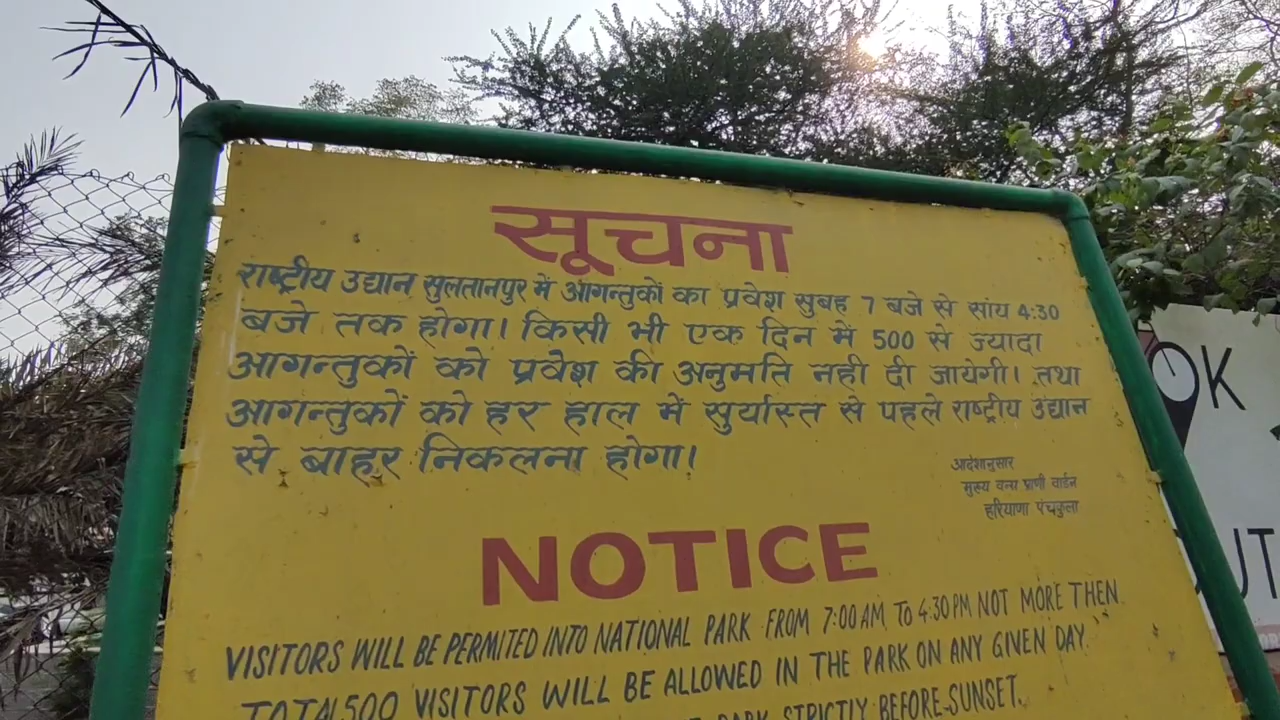 सूचना
राष्ट्रीय उद्यान सुलतानपुर में आगन्तुकों का प्रवेश सुबह 7 बजे से सांय 4:30
बजे तक होगा। किसी भी एक दिन में 500 से ज्यादा
आगन्तुकों को प्रवेश की अनुमति नही दी जायेगी। तथा
आगन्तुकों को हर हाल में सुर्यास्त से पहले राष्ट्रीय उद्यान
से बाहर निकलना होगा।
आदेशानुसार
मुख्य वन्य प्राणी वार्डन
हरियाणा पंचकुला
NOTICE
VISITORS WILL BE PERMITED INTO NATIONAL PARK FROM 7:00 AM TO 4:30 PM NOT MORE THEN
TOTAL 500 VISITORS WILL BE ALLOWED IN THE PARK ON ANY GIVEN DAY.
PARK STRICTLY BEFORE SUNSET.
OK
UT